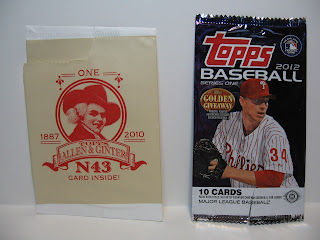 ONE
1887 2010
TOPPS
ALLEN & GINTER
N43
CARD INSIDE!
TOPPS
2012
BASEBALL
SERIES ONE
GOLDEN
GIVEAWAY
Phillies
34
10 CARDS
MAJOR LEAGUE BASEBALL